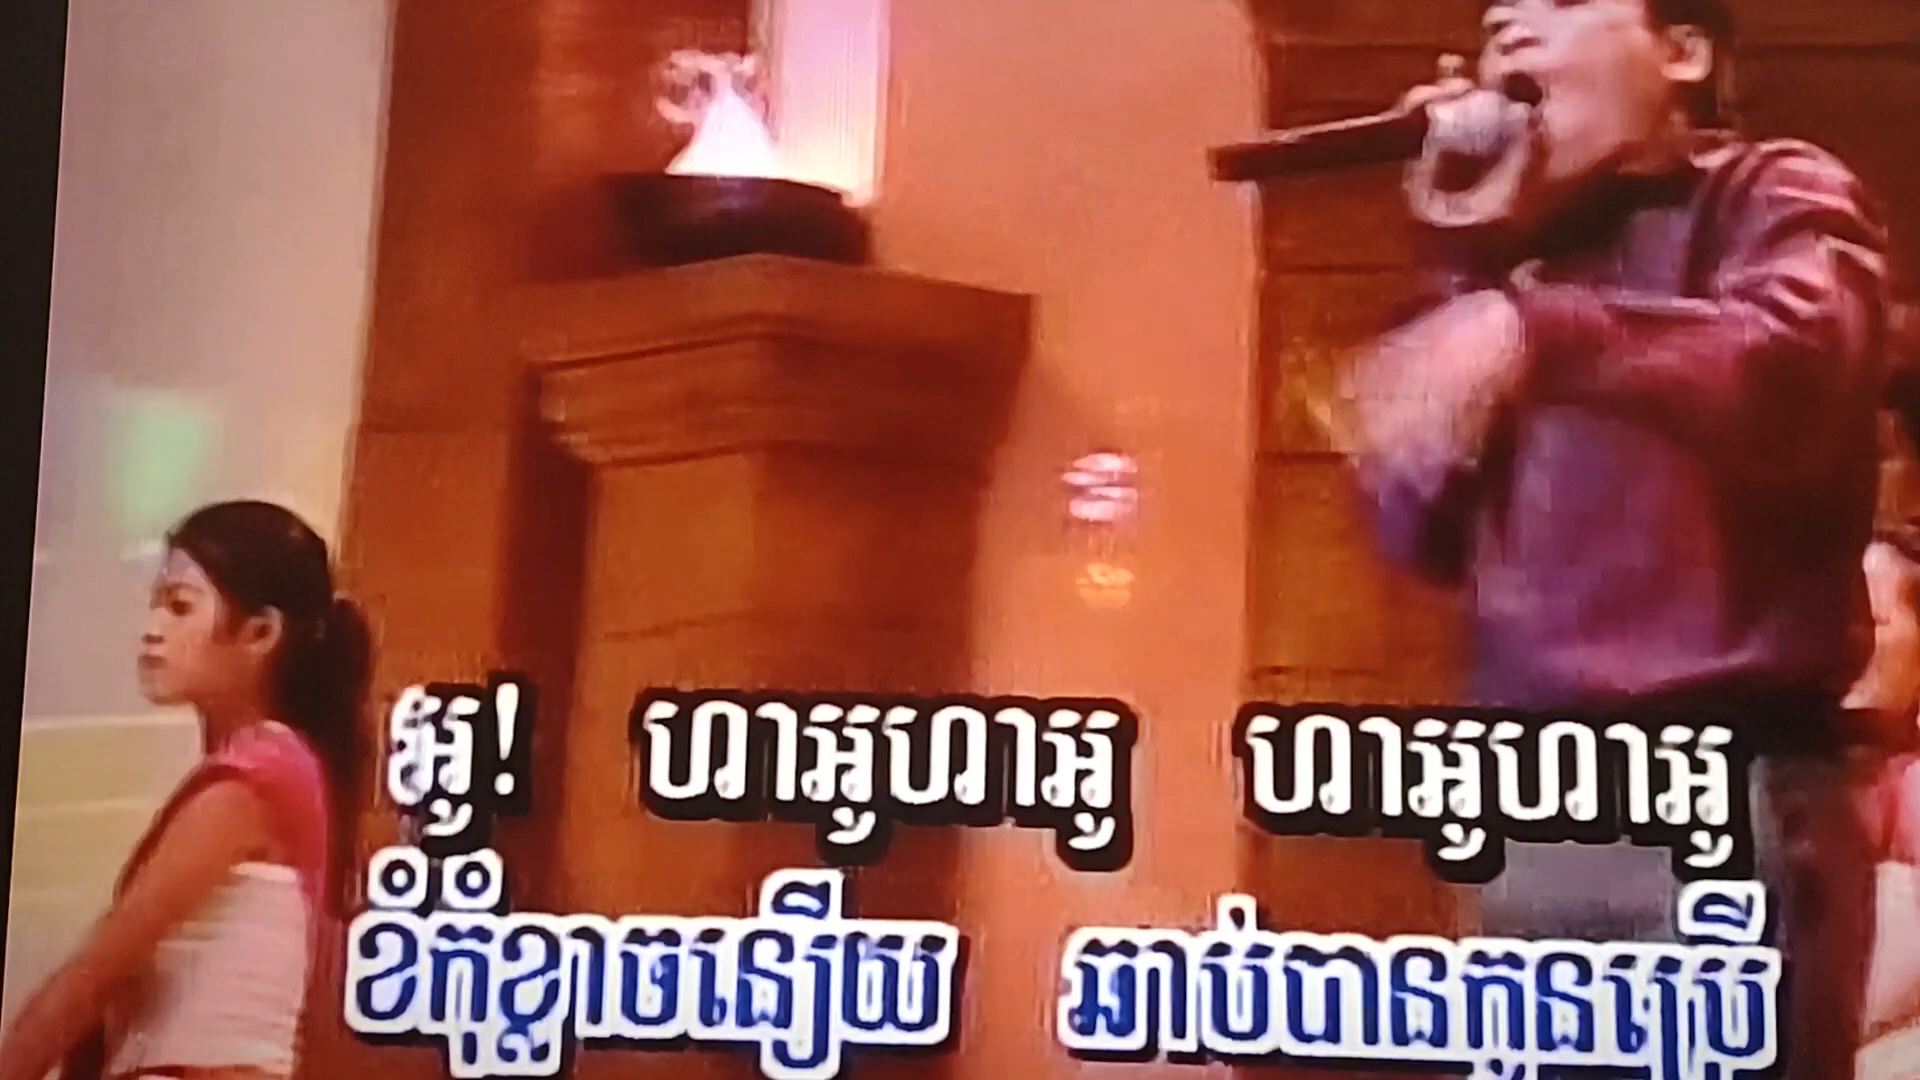 អូ! ហាអូហាអូ ហាអូហាអូ
ខំកុំខ្លាចនឿយ ឆាប់បានកូនប្រើ